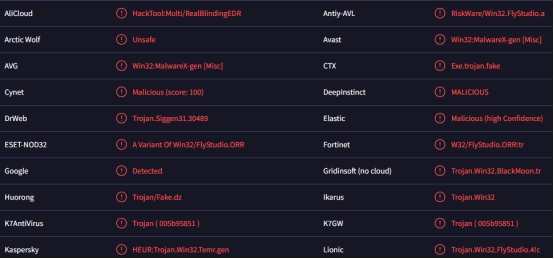 AliCloud HackTool:Multi/RealBlindingEDR Antiy-AVL RiskWare/Win32.FlyStudio.a
Arctic Wolf Unsafe Avast Win32:MalwareX-gen [Misc]
AVG Win32:MalwareX-gen [Misc] CTX Exe.trojan.fake
Cynet Malicious (score: 100) DeepInstinct MALICIOUS
DrWeb Trojan.Siggen31.30489 Elastic Malicious (high Confidence)
ESET-NOD32 A Variant Of Win32/FlyStudio.ORR Fortinet W32/FlyStudio.ORR!tr
Google Detected Gridinsoft (no cloud) Trojan.Win32.BlackMoon.tr
Huorong Trojan/Fake.dz Ikarus Trojan.Win32
K7AntiVirus Trojan ( 005b95851 ) K7GW Trojan ( 005b95851 )
Kaspersky HEUR:Trojan.Win32.Temr.gen Lionic Trojan.Win32.FlyStudio.4!c